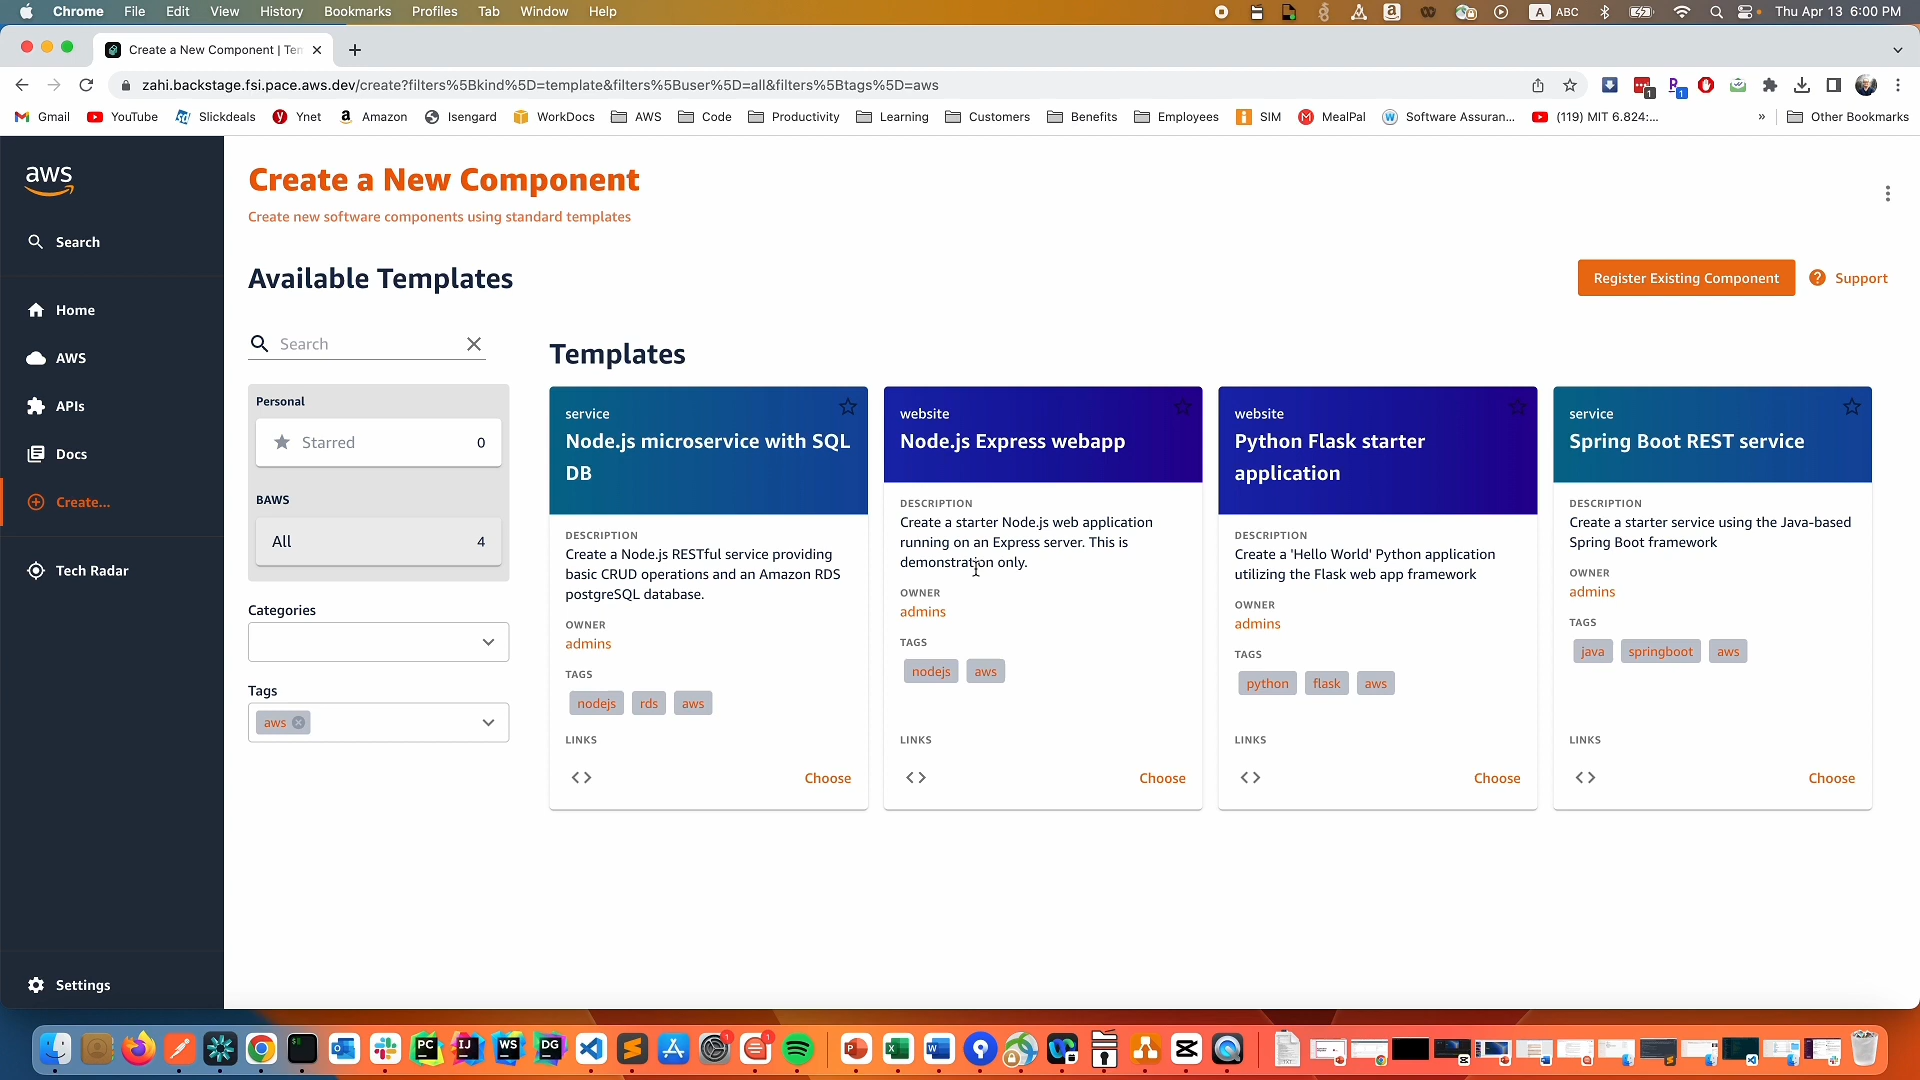 Chrome File Edit View History Bookmarks Profiles Tab Window Help
A ABC Thu Apr 13 6:00 PM
Create a New Component | Ten
zahi.backstage.fsi.pace.aws.dev/create?filters%5Bkind%5D=template&filters%5Buser%5D=all&filters%5Btags%5D=aws
Gmail YouTube Slickdeals Ynet Amazon Isengard WorkDocs AWS Code Productivity Learning Customers Benefits Employees SIM MealPal Software Assuran... (119) MIT 6.824:... » Other Bookmarks
aws
Search
Home
AWS
APIs
Docs
Create...
Tech Radar
Settings
Create a New Component
Create new software components using standard templates
Available Templates
Register Existing Component
Support
Search
Personal
Starred 0
BAWS
All 4
Categories
Tags
aws
Templates
service
Node.js microservice with SQL
DB
DESCRIPTION
Create a Node.js RESTful service providing
basic CRUD operations and an Amazon RDS
postgreSQL database.
OWNER
admins
TAGS
nodejs rds aws
LINKS
Choose
website
Node.js Express webapp
DESCRIPTION
Create a starter Node.js web application
running on an Express server. This is
demonstration only.
OWNER
admins
TAGS
nodejs aws
LINKS
Choose
website
Python Flask starter
application
DESCRIPTION
Create a 'Hello World' Python application
utilizing the Flask web app framework
OWNER
admins
TAGS
python flask aws
LINKS
Choose
service
Spring Boot REST service
DESCRIPTION
Create a starter service using the Java-based
Spring Boot framework
OWNER
admins
TAGS
java springboot aws
LINKS
Choose
PC IJ WS DG